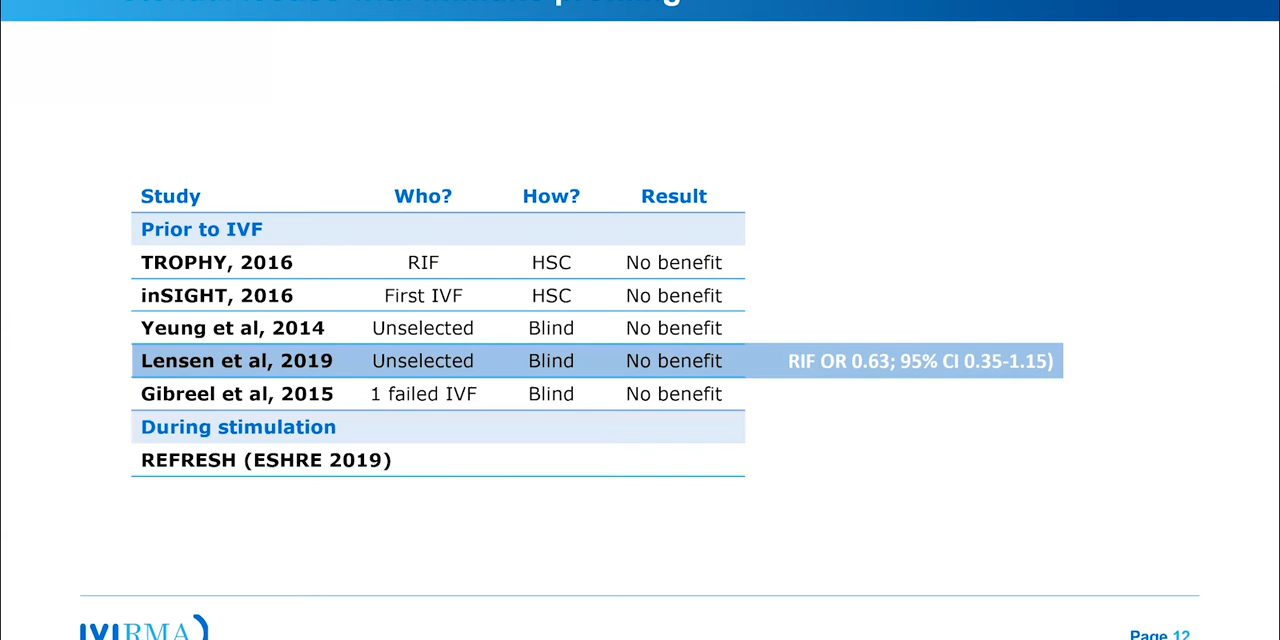 Study Who? How? Result
Prior to IVF
TROPHY, 2016 RIF HSC No benefit
inSIGHT, 2016 First IVF HSC No benefit
Yeung et al, 2014 Unselected Blind No benefit
Lensen et al, 2019 Unselected Blind No benefit RIF OR 0.63; 95% CI 0.35-1.15)
Gibreel et al, 2015 1 failed IVF Blind No benefit
During stimulation
REFRESH (ESHRE 2019)
IVIRMA
Page 12